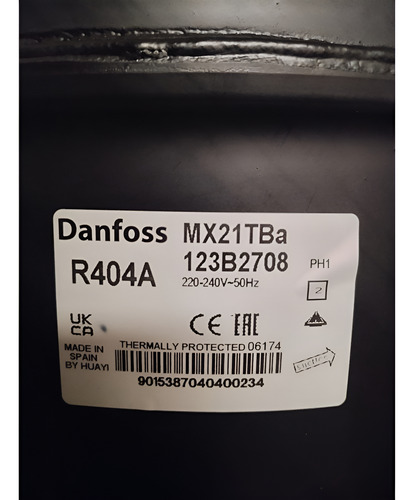 Danfoss MX21TBa
R404A 123B2708 PH1
220-240V~50Hz
2
UK
CA CE EAC
MADE IN
SPAIN
BY HUAYI
THERMALLY PROTECTED 06174
9015387040400234